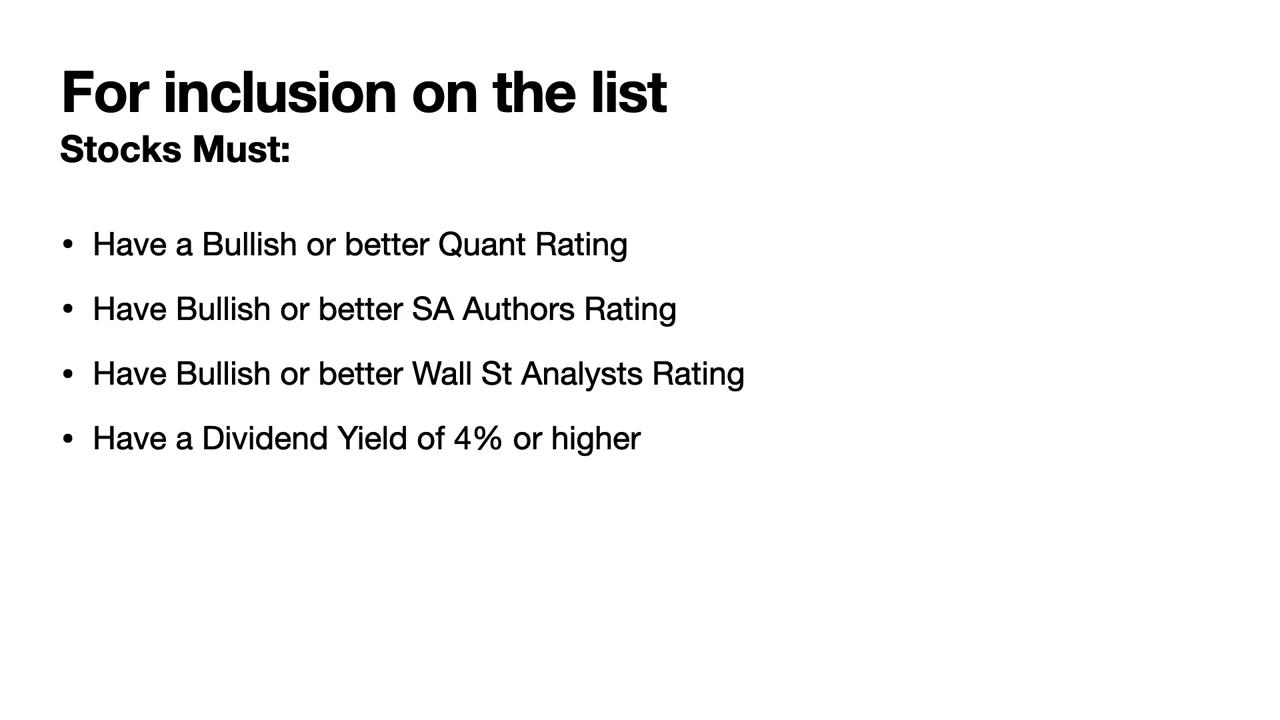 For inclusion on the list
Stocks Must:
• Have a Bullish or better Quant Rating
• Have Bullish or better SA Authors Rating
• Have Bullish or better Wall St Analysts Rating
• Have a Dividend Yield of 4% or higher